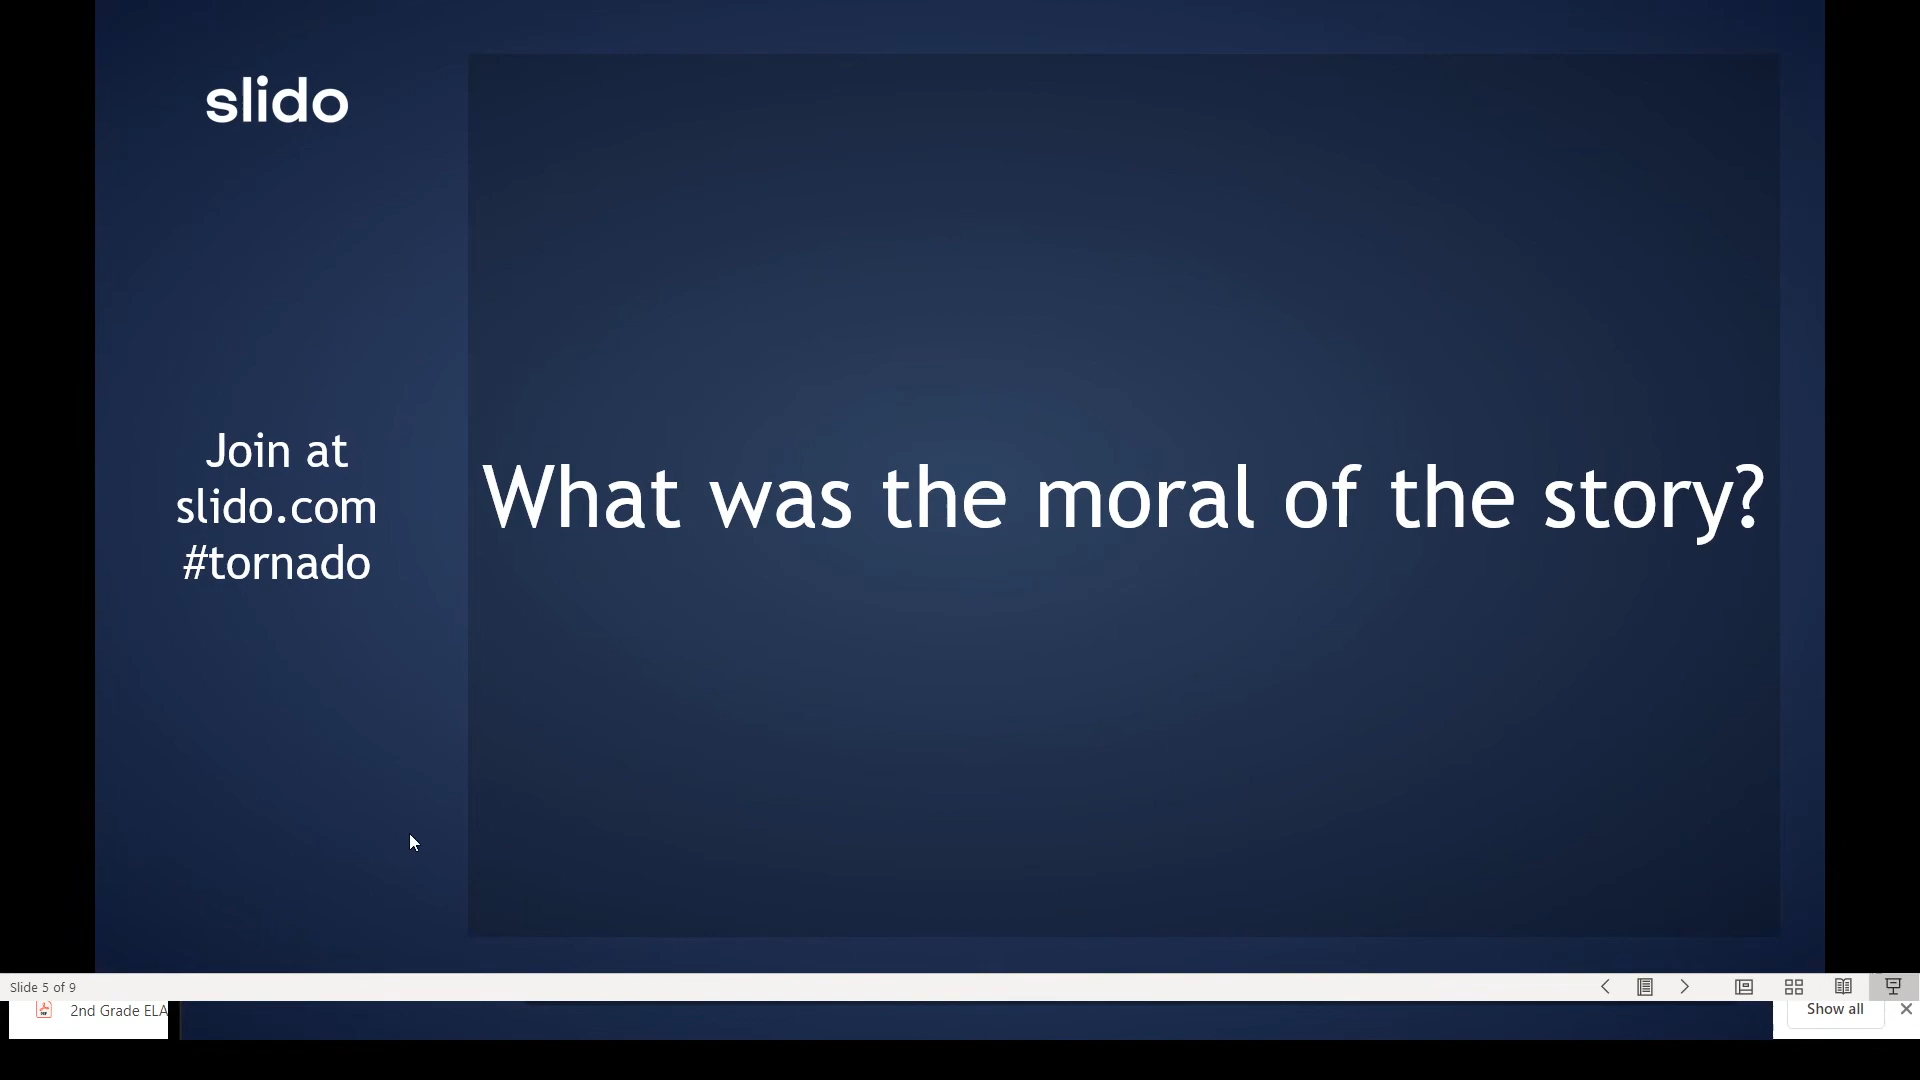 slido
Join at
slido.com
#tornado
What was the moral of the story?
Slide 5 of 9
2nd Grade ELA
Show all